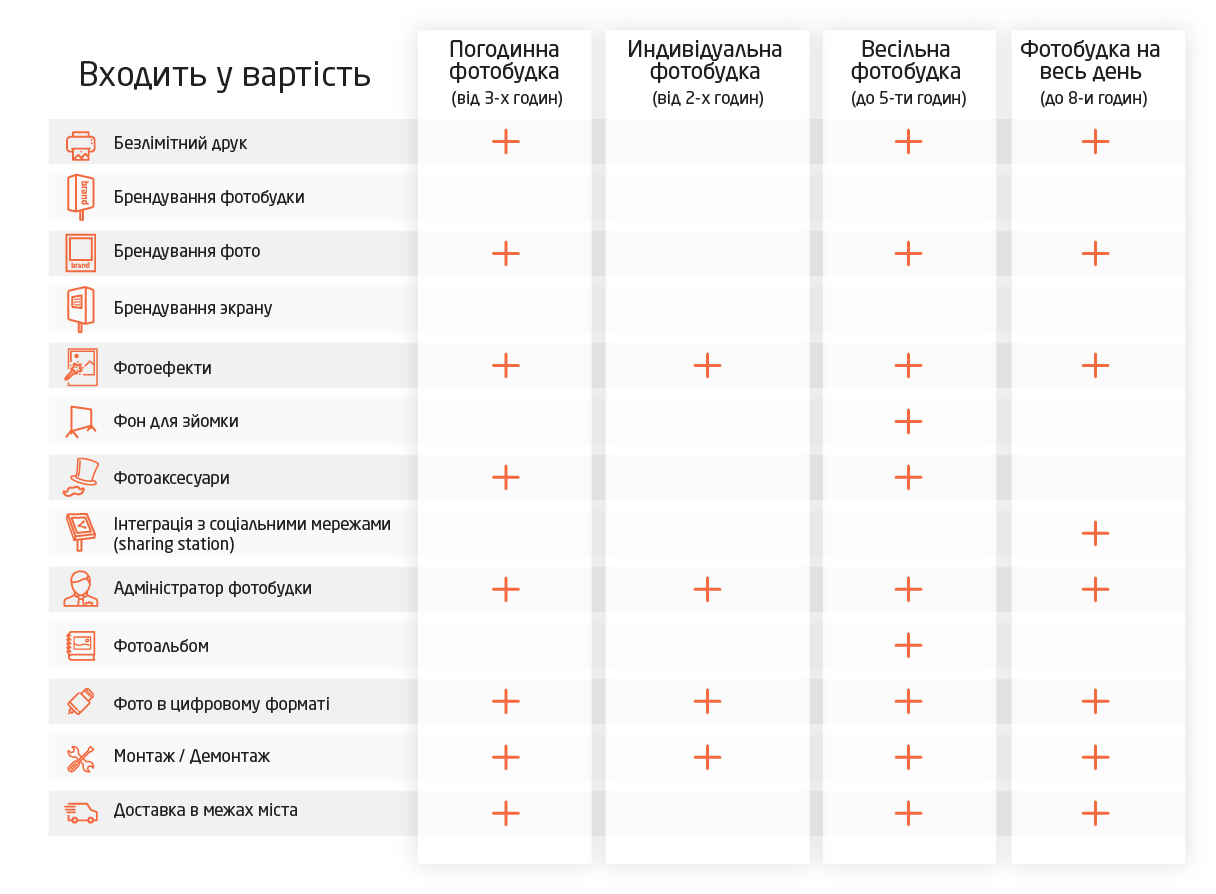 Входить у вартість
Погодинна
фотобудка
(від 3-х годин)
Индивідуальна
фотобудка
(від 2-х годин)
Весільна
фотобудка
(до 5-ти годин)
Фотобудка на
весь день
(до 8-и годин)
Безлімітний друк
brand
Брендування фотобудки
brand
Брендування фото
Брендування экрану
Фотоефекти
Фон для зйомки
Фотоаксесуари
Інтеграція з соціальними мережами
(sharing station)
Адміністратор фотобудки
Фотоальбом
Фото в цифровому форматі
Монтаж / Демонтаж
Доставка в межах міста